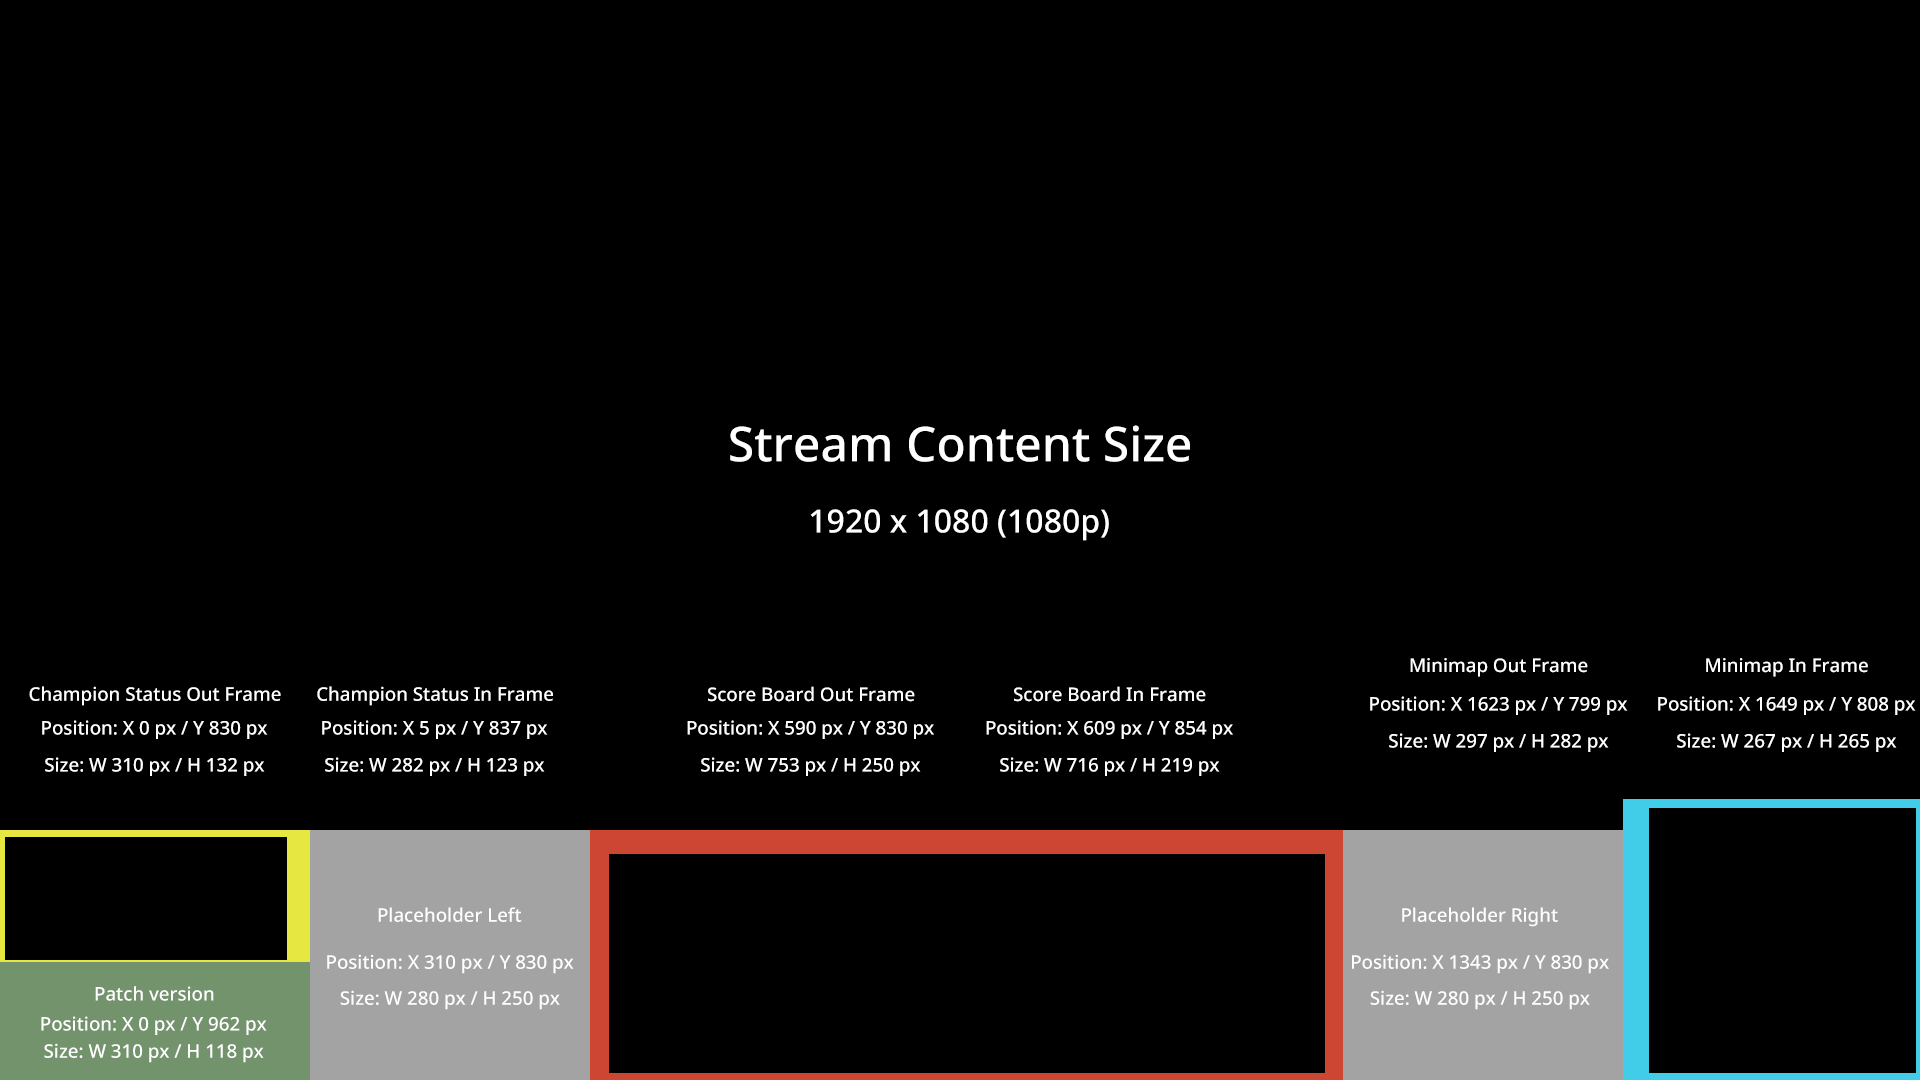 Stream Content Size
1920 x 1080 (1080p)
Champion Status Out Frame
Position: X 0 px / Y 830 px
Size: W 310 px / H 132 px
Champion Status In Frame
Position: X 5 px / Y 837 px
Size: W 282 px / H 123 px
Score Board Out Frame
Position: X 590 px / Y 830 px
Size: W 753 px / H 250 px
Score Board In Frame
Position: X 609 px / Y 854 px
Size: W 716 px / H 219 px
Minimap Out Frame
Position: X 1623 px / Y 799 px
Size: W 297 px / H 282 px
Minimap In Frame
Position: X 1649 px / Y 808 px
Size: W 267 px / H 265 px
Patch version
Position: X 0 px / Y 962 px
Size: W 310 px / H 118 px
Placeholder Left
Position: X 310 px / Y 830 px
Size: W 280 px / H 250 px
Placeholder Right
Position: X 1343 px / Y 830 px
Size: W 280 px / H 250 px